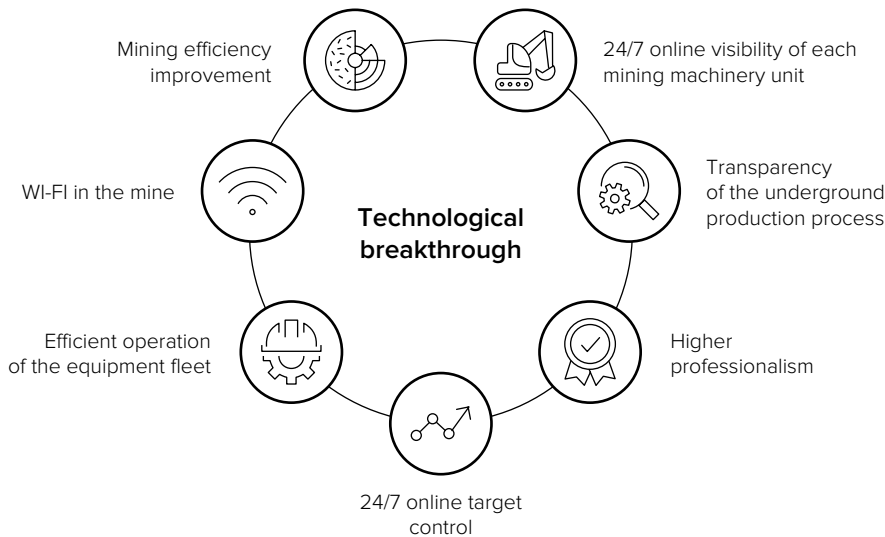 Mining efficiency
improvement
24/7 online visibility of each
mining machinery unit
WI-FI in the mine
Transparency
of the underground
production process
Technological
breakthrough
Efficient operation
of the equipment fleet
Higher
professionalism
24/7 online target
control